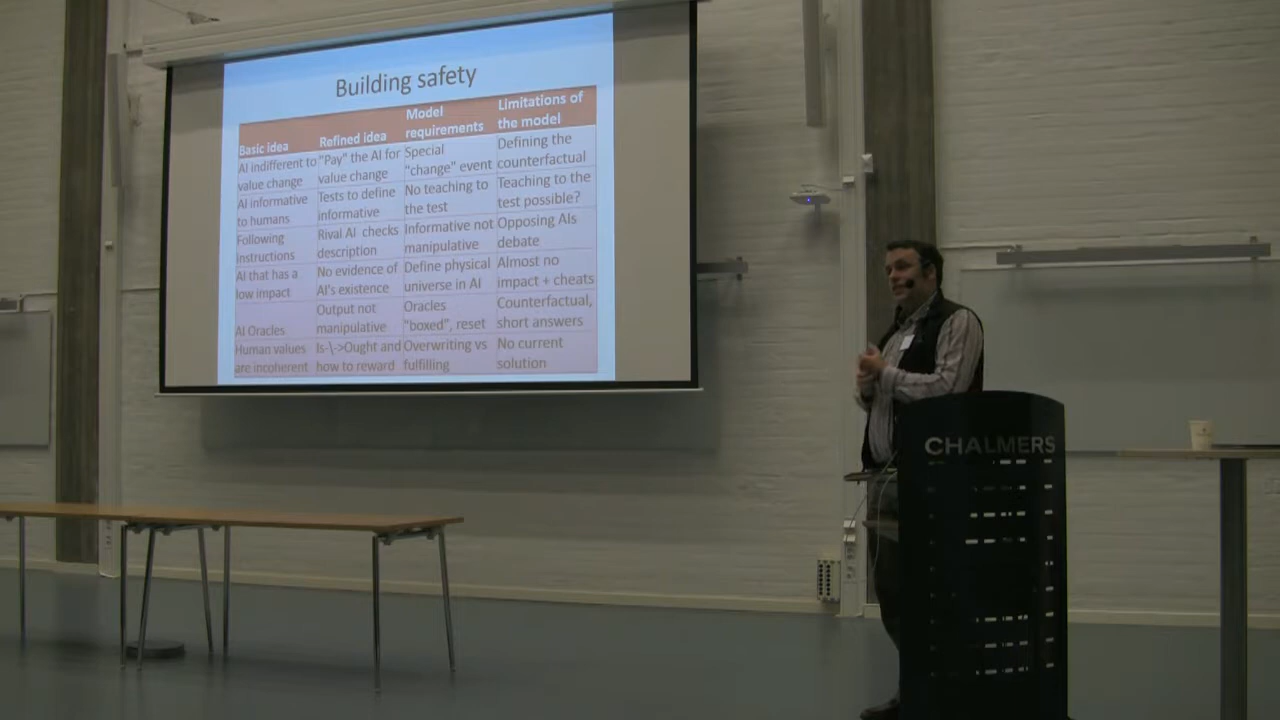 Building safety
Basic idea Refined idea Model requirements Limitations of the model
AI indifferent to value change "Pay" the AI for value change Special "change" event Defining the counterfactual
AI informative to humans Tests to define informative No teaching to the test Teaching to the test possible?
Following instructions Rival AI checks description Informative not manipulative Opposing AIs debate
AI that has a low impact No evidence of AI's existence Define physical universe in AI Almost no impact + cheats
AI Oracles Output not manipulative Oracles "boxed", reset Counterfactual, short answers
Human values are incoherent Is-\->Ought and how to reward Overwriting vs fulfilling No current solution
CHALMERS